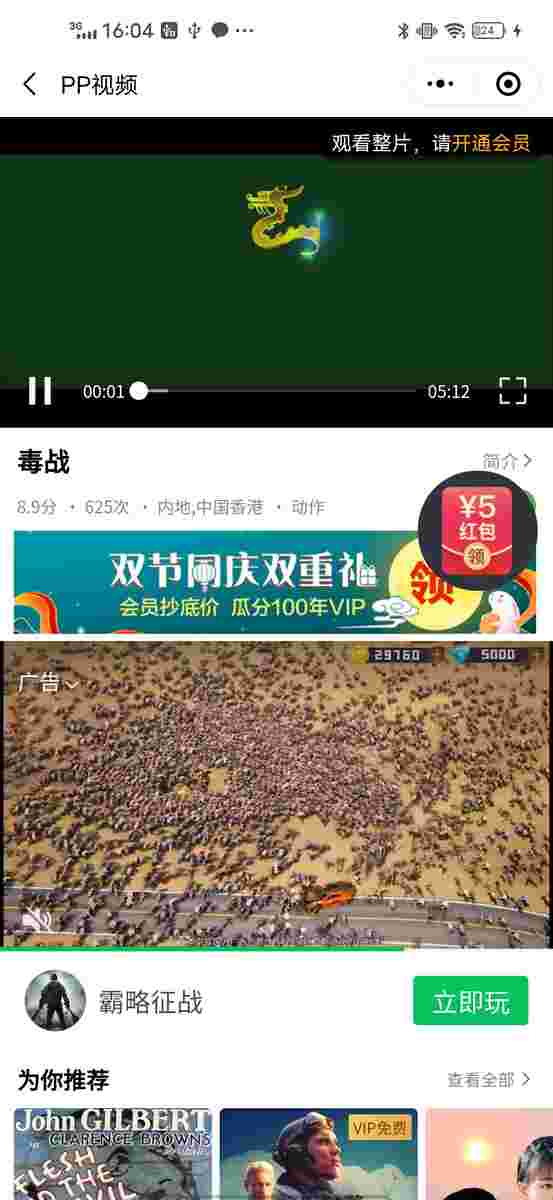 3G 16:04 24
PP视频
观看整片，请开通会员
00:01 05:12
毒战
简介
8.9分 · 625次 · 内地,中国香港 · 动作
¥5
红包
领
双节同庆双重礼
会员抄底价 瓜分100年VIP
领
29760 5000
广告
霸略征战
立即玩
为你推荐
查看全部
John GILBERT
CLARENCE BROWNS
FLESH
AND THE
DEVIL
VIP免费